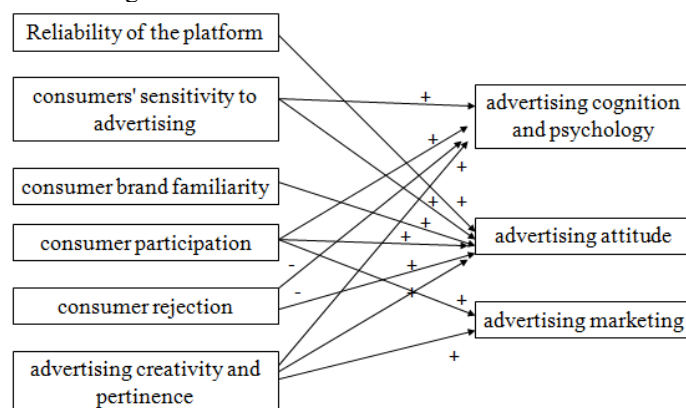 Reliability of the platform
consumers' sensitivity to
advertising
consumer brand familiarity
consumer participation
consumer rejection
advertising creativity and
pertinence
+
+
+
+
+
+
+
-
+
-
+
+
+
advertising cognition
and psychology
advertising attitude
advertising marketing